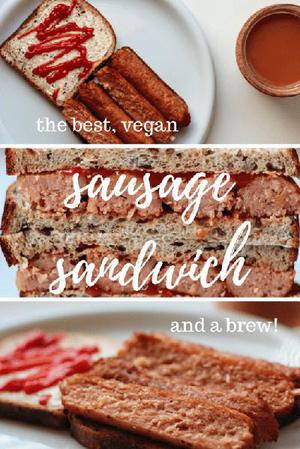 the best, vegan
sausage
sandwich
and a brew!